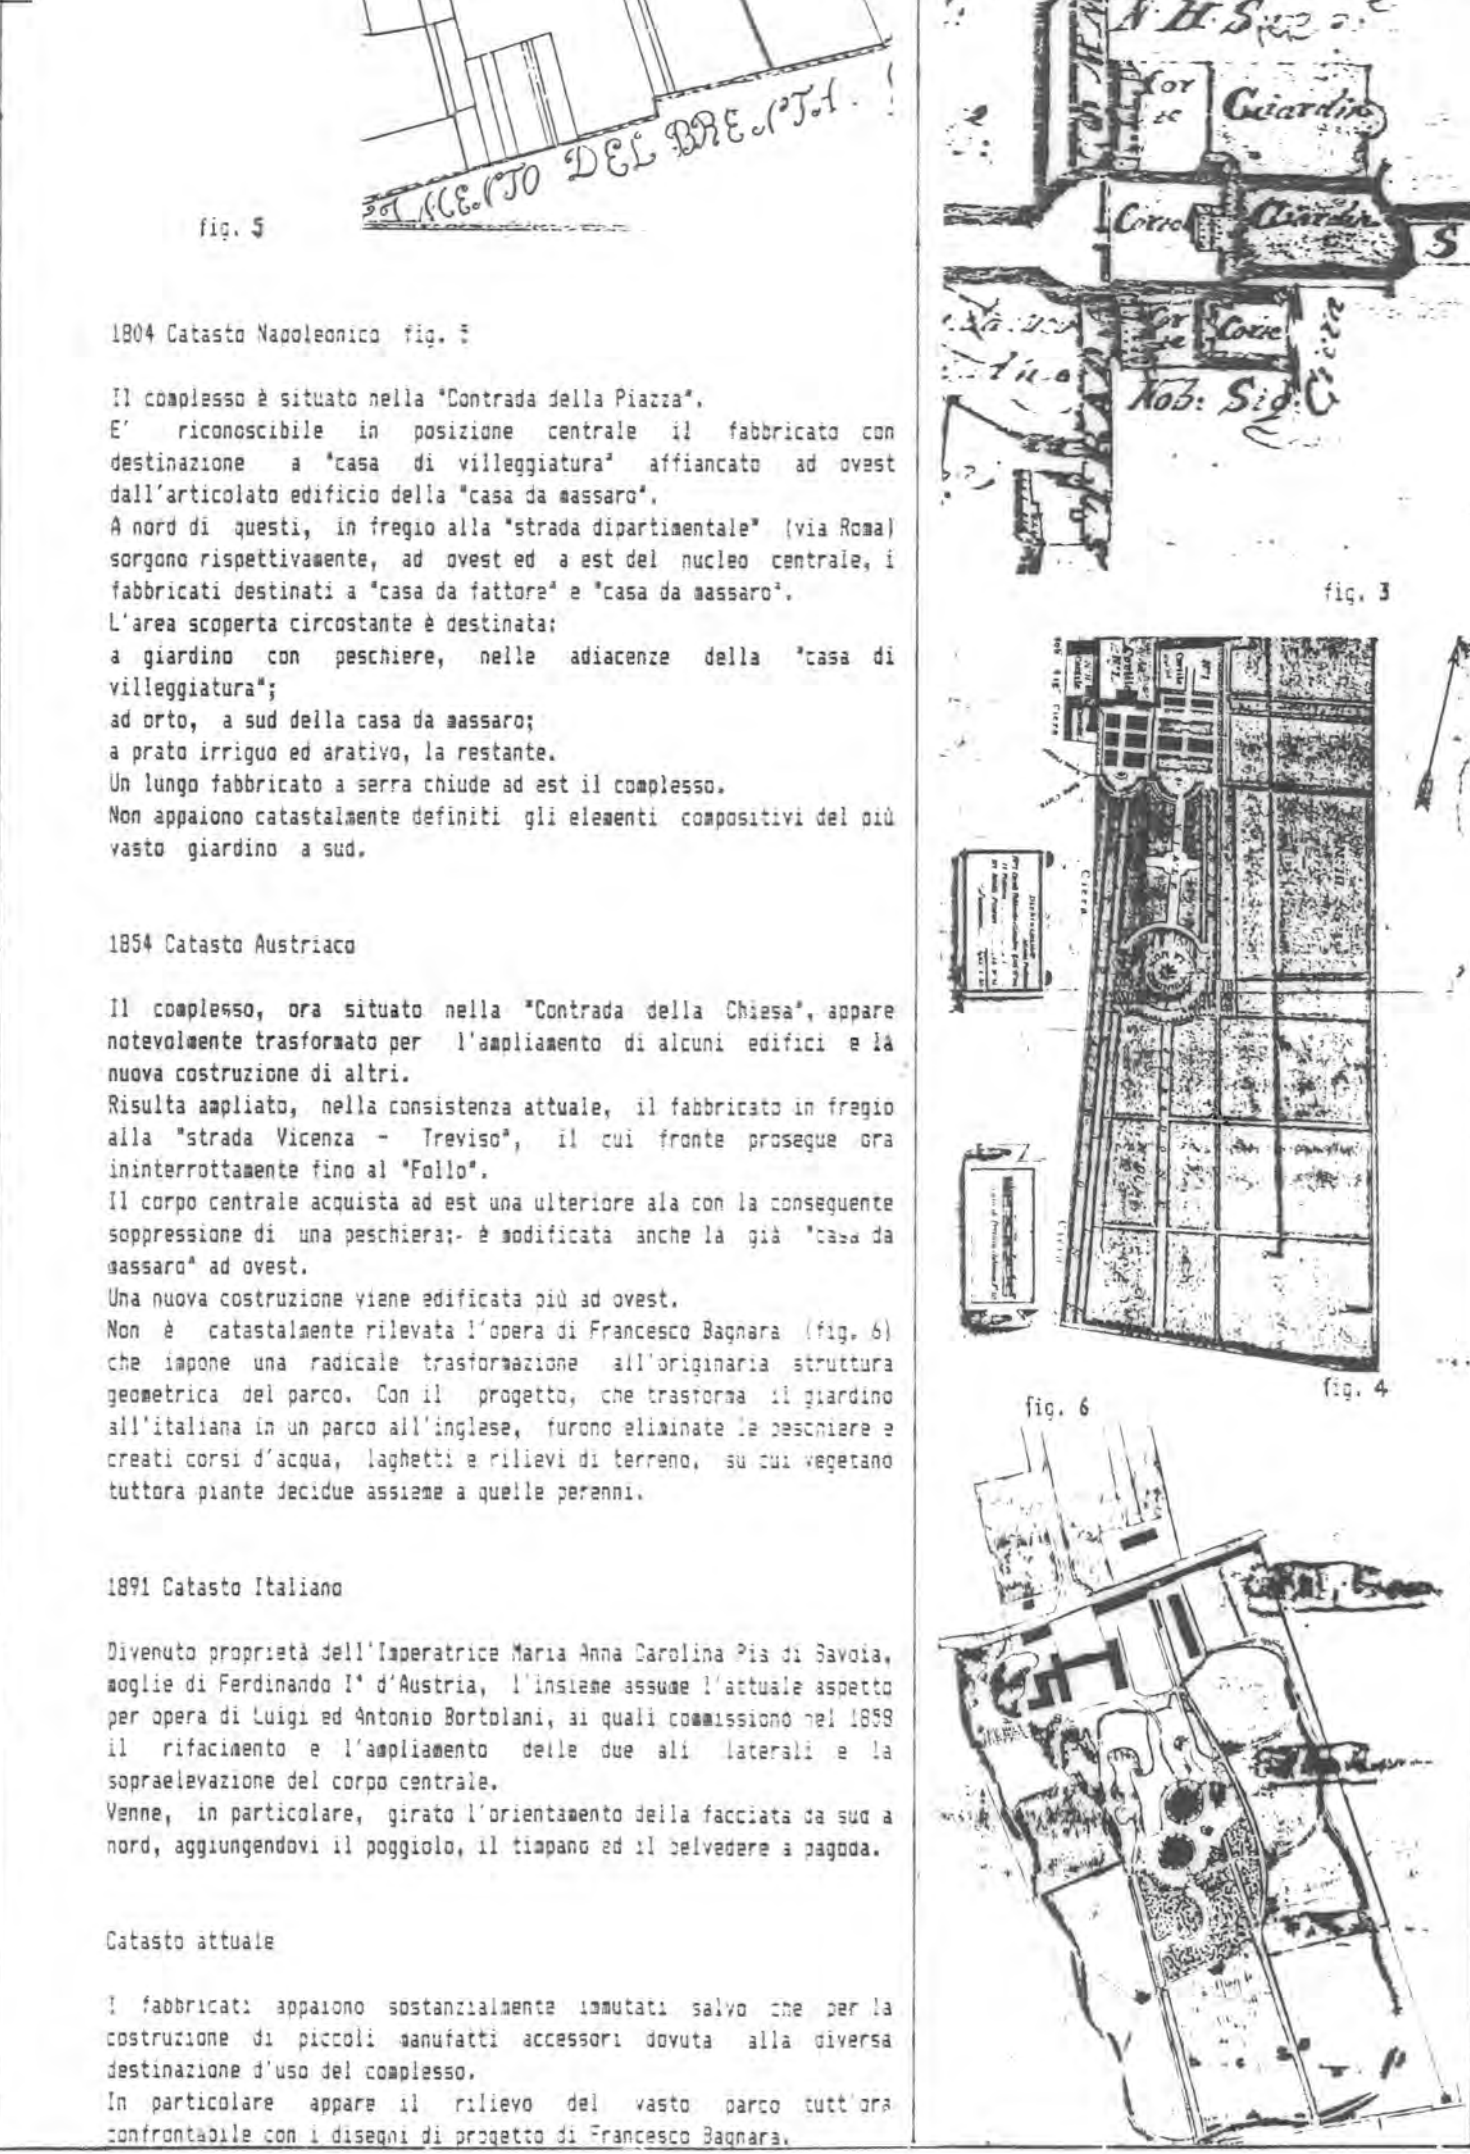 MENTO DEL BRENTA.
fig. 5
1804 Catasto Napoleonico fig. 5
Il complesso è situato nella "Contrada della Piazza".
E' riconoscibile in posizione centrale il fabbricato con
destinazione a "casa di villeggiatura" affiancato ad ovest
dall'articolato edificio della "casa da massaro".
A nord di questi, in fregio alla "strada dipartimentale" (via Roma)
sorgono rispettivamente, ad ovest ed a est del nucleo centrale, i
fabbricati destinati a "casa da fattore" e "casa da massaro".
L'area scoperta circostante è destinata:
a giardino con peschiere, nelle adiacenze della "casa di
villeggiatura";
ad orto, a sud della casa da massaro;
a prato irriguo ed arativo, la restante.
Un lungo fabbricato a serra chiude ad est il complesso.
Non appaiono catastalmente definiti gli elementi compositivi del più
vasto giardino a sud.
1854 Catasto Austriaco
Il complesso, ora situato nella "Contrada della Chiesa", appare
notevolmente trasformato per l'ampliamento di alcuni edifici e la
nuova costruzione di altri.
Risulta ampliato, nella consistenza attuale, il fabbricato in fregio
alla "strada Vicenza - Treviso", il cui fronte prosegue ora
ininterrottamente fino al "Follo".
Il corpo centrale acquista ad est una ulteriore ala con la conseguente
soppressione di una peschiera;- è modificata anche la già "casa da
massaro" ad ovest.
Una nuova costruzione viene edificata più ad ovest.
Non è catastalmente rilevata l'opera di Francesco Bagnara (fig. 6)
che impone una radicale trasformazione all'originaria struttura
geometrica del parco. Con il progetto, che trasforma il giardino
all'italiana in un parco all'inglese, furono eliminate le peschiere e
creati corsi d'acqua, laghetti e rilievi di terreno, su cui vegetano
tuttora piante decidue assieme a quelle perenni.
1891 Catasto Italiano
Divenuto proprietà dell'Imperatrice Maria Anna Carolina Pia di Savoia,
moglie di Ferdinando I° d'Austria, l'insieme assume l'attuale aspetto
per opera di Luigi ed Antonio Bortolani, ai quali commissionò nel 1858
il rifacimento e l'ampliamento delle due ali laterali e la
sopraelevazione del corpo centrale.
Venne, in particolare, girato l'orientamento della facciata da sud a
nord, aggiungendovi il poggiolo, il timpano ed il belvedere a pagoda.
Catasto attuale
I fabbricati appaiono sostanzialmente immutati salvo che per la
costruzione di piccoli manufatti accessori dovuta alla diversa
destinazione d'uso del complesso.
In particolare appare il rilievo del vasto parco tutt'ora
confrontabile con i disegni di progetto di Francesco Bagnara.
N. H. S
Cor
te
Giardin
Corte
Giardin
S
Cor
te
Corte
Nob: Sig:
fig. 3
Ciera
fig. 4
fig. 6